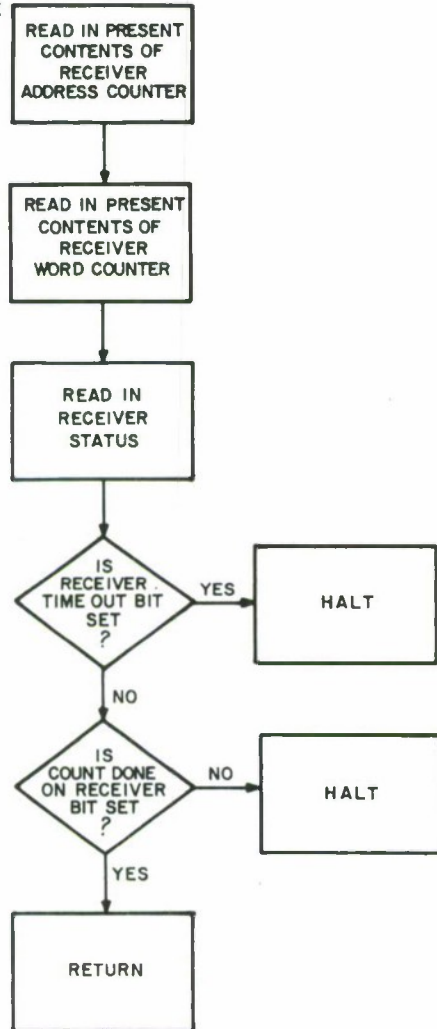 READ IN PRESENT
CONTENTS OF
RECEIVER
ADDRESS COUNTER
READ IN PRESENT
CONTENTS OF
RECEIVER
WORD COUNTER
READ IN
RECEIVER
STATUS
IS
RECEIVER
TIME OUT BIT
SET
?
YES
HALT
NO
IS
COUNT DONE
ON RECEIVER
BIT SET
?
NO
HALT
YES
RETURN